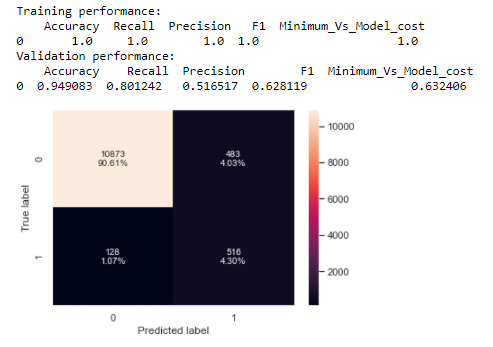 Training performance:
Accuracy Recall Precision F1 Minimum_Vs_Model_cost
0 1.0 1.0 1.0 1.0 1.0
Validation performance:
Accuracy Recall Precision F1 Minimum_Vs_Model_cost
0 0.949083 0.801242 0.516517 0.628119 0.632406
10873
90.61%
483
4.03%
128
1.07%
516
4.30%
0
1
True label
0 1
Predicted label
10000
8000
6000
4000
2000